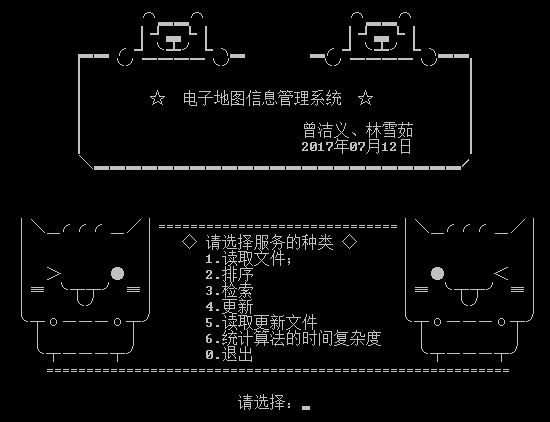 ☆ 电子地图信息管理系统 ☆
曾洁义、林雪茹
2017年07月12日
◇ 请选择服务的种类 ◇
1.读取文件;
2.排序
3.检索
4.更新
5.读取更新文件
6.统计算法的时间复杂度
0.退出
请选择: